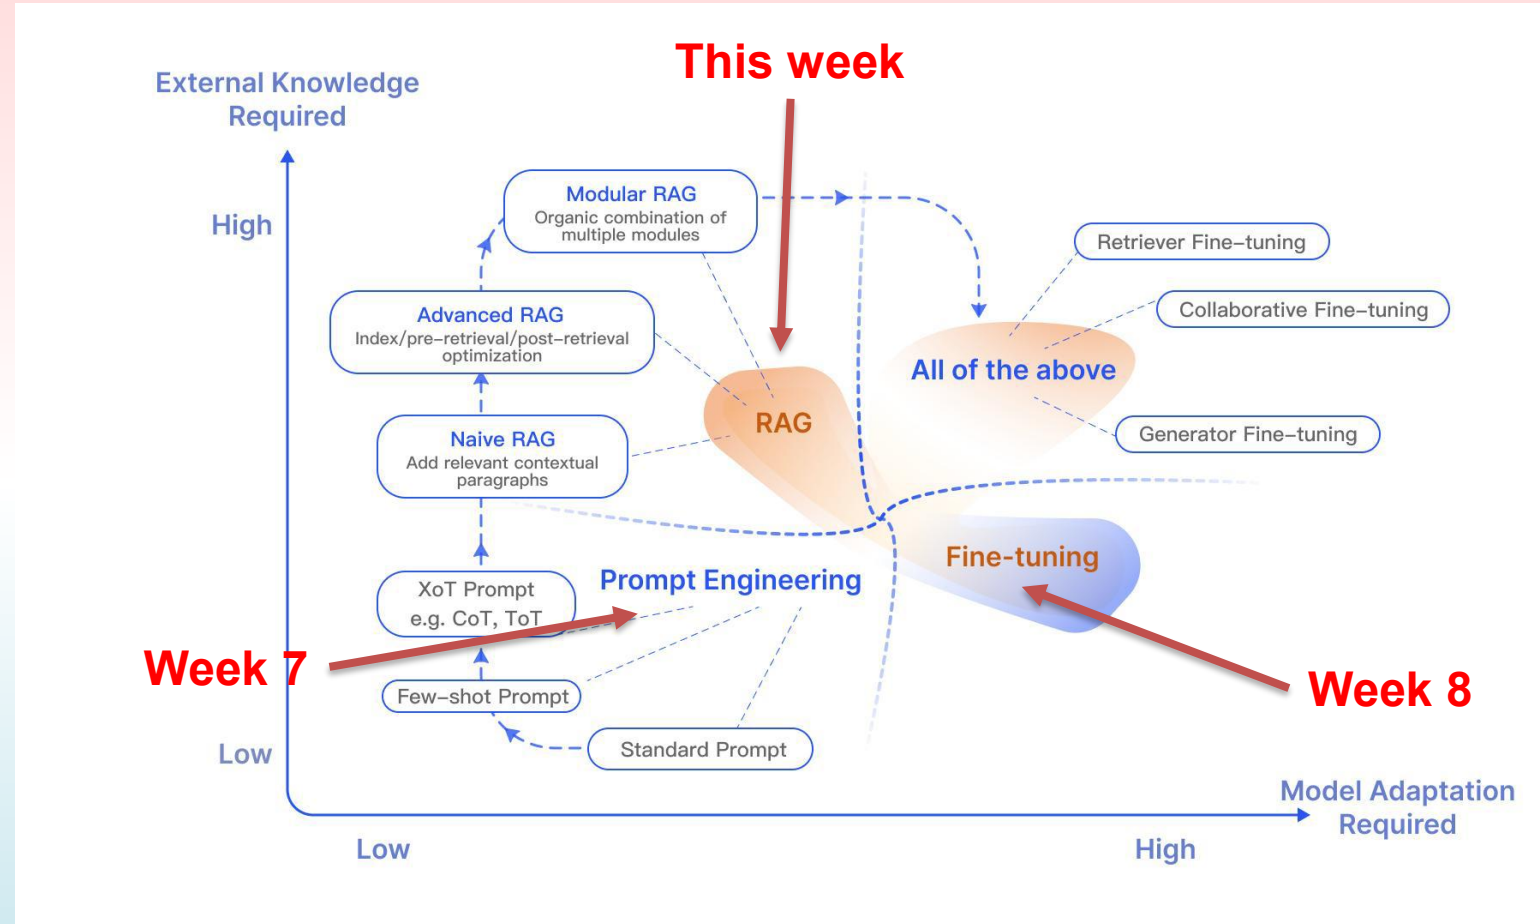 This week
External Knowledge
Required
High
Modular RAG
Organic combination of
multiple modules
Retriever Fine-tuning
Collaborative Fine-tuning
Advanced RAG
Index/pre-retrieval/post-retrieval
optimization
All of the above
RAG
Generator Fine-tuning
Naive RAG
Add relevant contextual
paragraphs
Fine-tuning
XoT Prompt
e.g. CoT, ToT
Prompt Engineering
Week 7
Week 8
Few-shot Prompt
Standard Prompt
Low
Model Adaptation
Required
Low
High